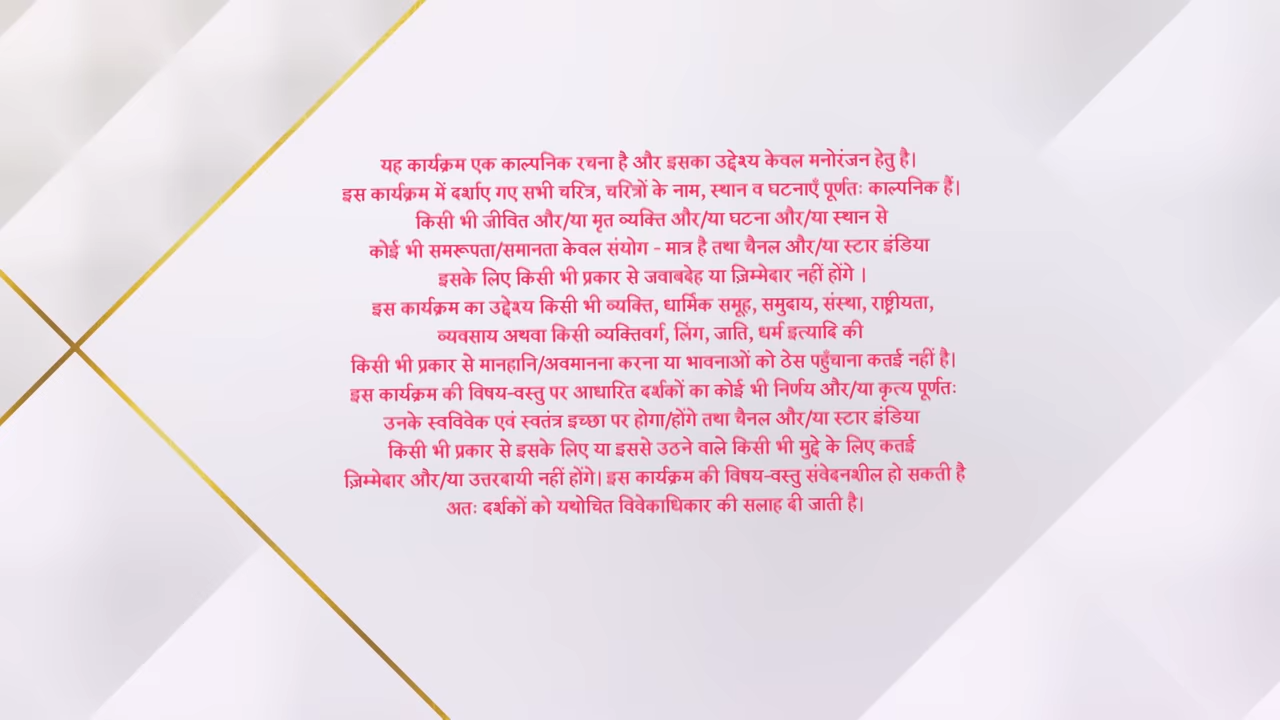 यह कार्यक्रम एक काल्पनिक रचना है और इसका उद्देश्य केवल मनोरंजन हेतु है।
इस कार्यक्रम में दर्शाए गए सभी चरित्र, चरित्रों के नाम, स्थान व घटनाएँ पूर्णतः काल्पनिक हैं।
किसी भी जीवित और/या मृत व्यक्ति और/या घटना और/या स्थान से
कोई भी समरूपता/समानता केवल संयोग - मात्र है तथा चैनल और/या स्टार इंडिया
इसके लिए किसी भी प्रकार से जवाबदेह या ज़िम्मेदार नहीं होंगे ।
इस कार्यक्रम का उद्देश्य किसी भी व्यक्ति, धार्मिक समूह, समुदाय, संस्था, राष्ट्रीयता,
व्यवसाय अथवा किसी व्यक्तिवर्ग, लिंग, जाति, धर्म इत्यादि की
किसी भी प्रकार से मानहानि/अवमानना करना या भावनाओं को ठेस पहुँचाना कतई नहीं है।
इस कार्यक्रम की विषय-वस्तु पर आधारित दर्शकों का कोई भी निर्णय और/या कृत्य पूर्णतः
उनके स्वविवेक एवं स्वतंत्र इच्छा पर होगा/होंगे तथा चैनल और/या स्टार इंडिया
किसी भी प्रकार से इसके लिए या इससे उठने वाले किसी भी मुद्दे के लिए कतई
ज़िम्मेदार और/या उत्तरदायी नहीं होंगे। इस कार्यक्रम की विषय-वस्तु संवेदनशील हो सकती है
अतः दर्शकों को यथोचित विवेकाधिकार की सलाह दी जाती है।